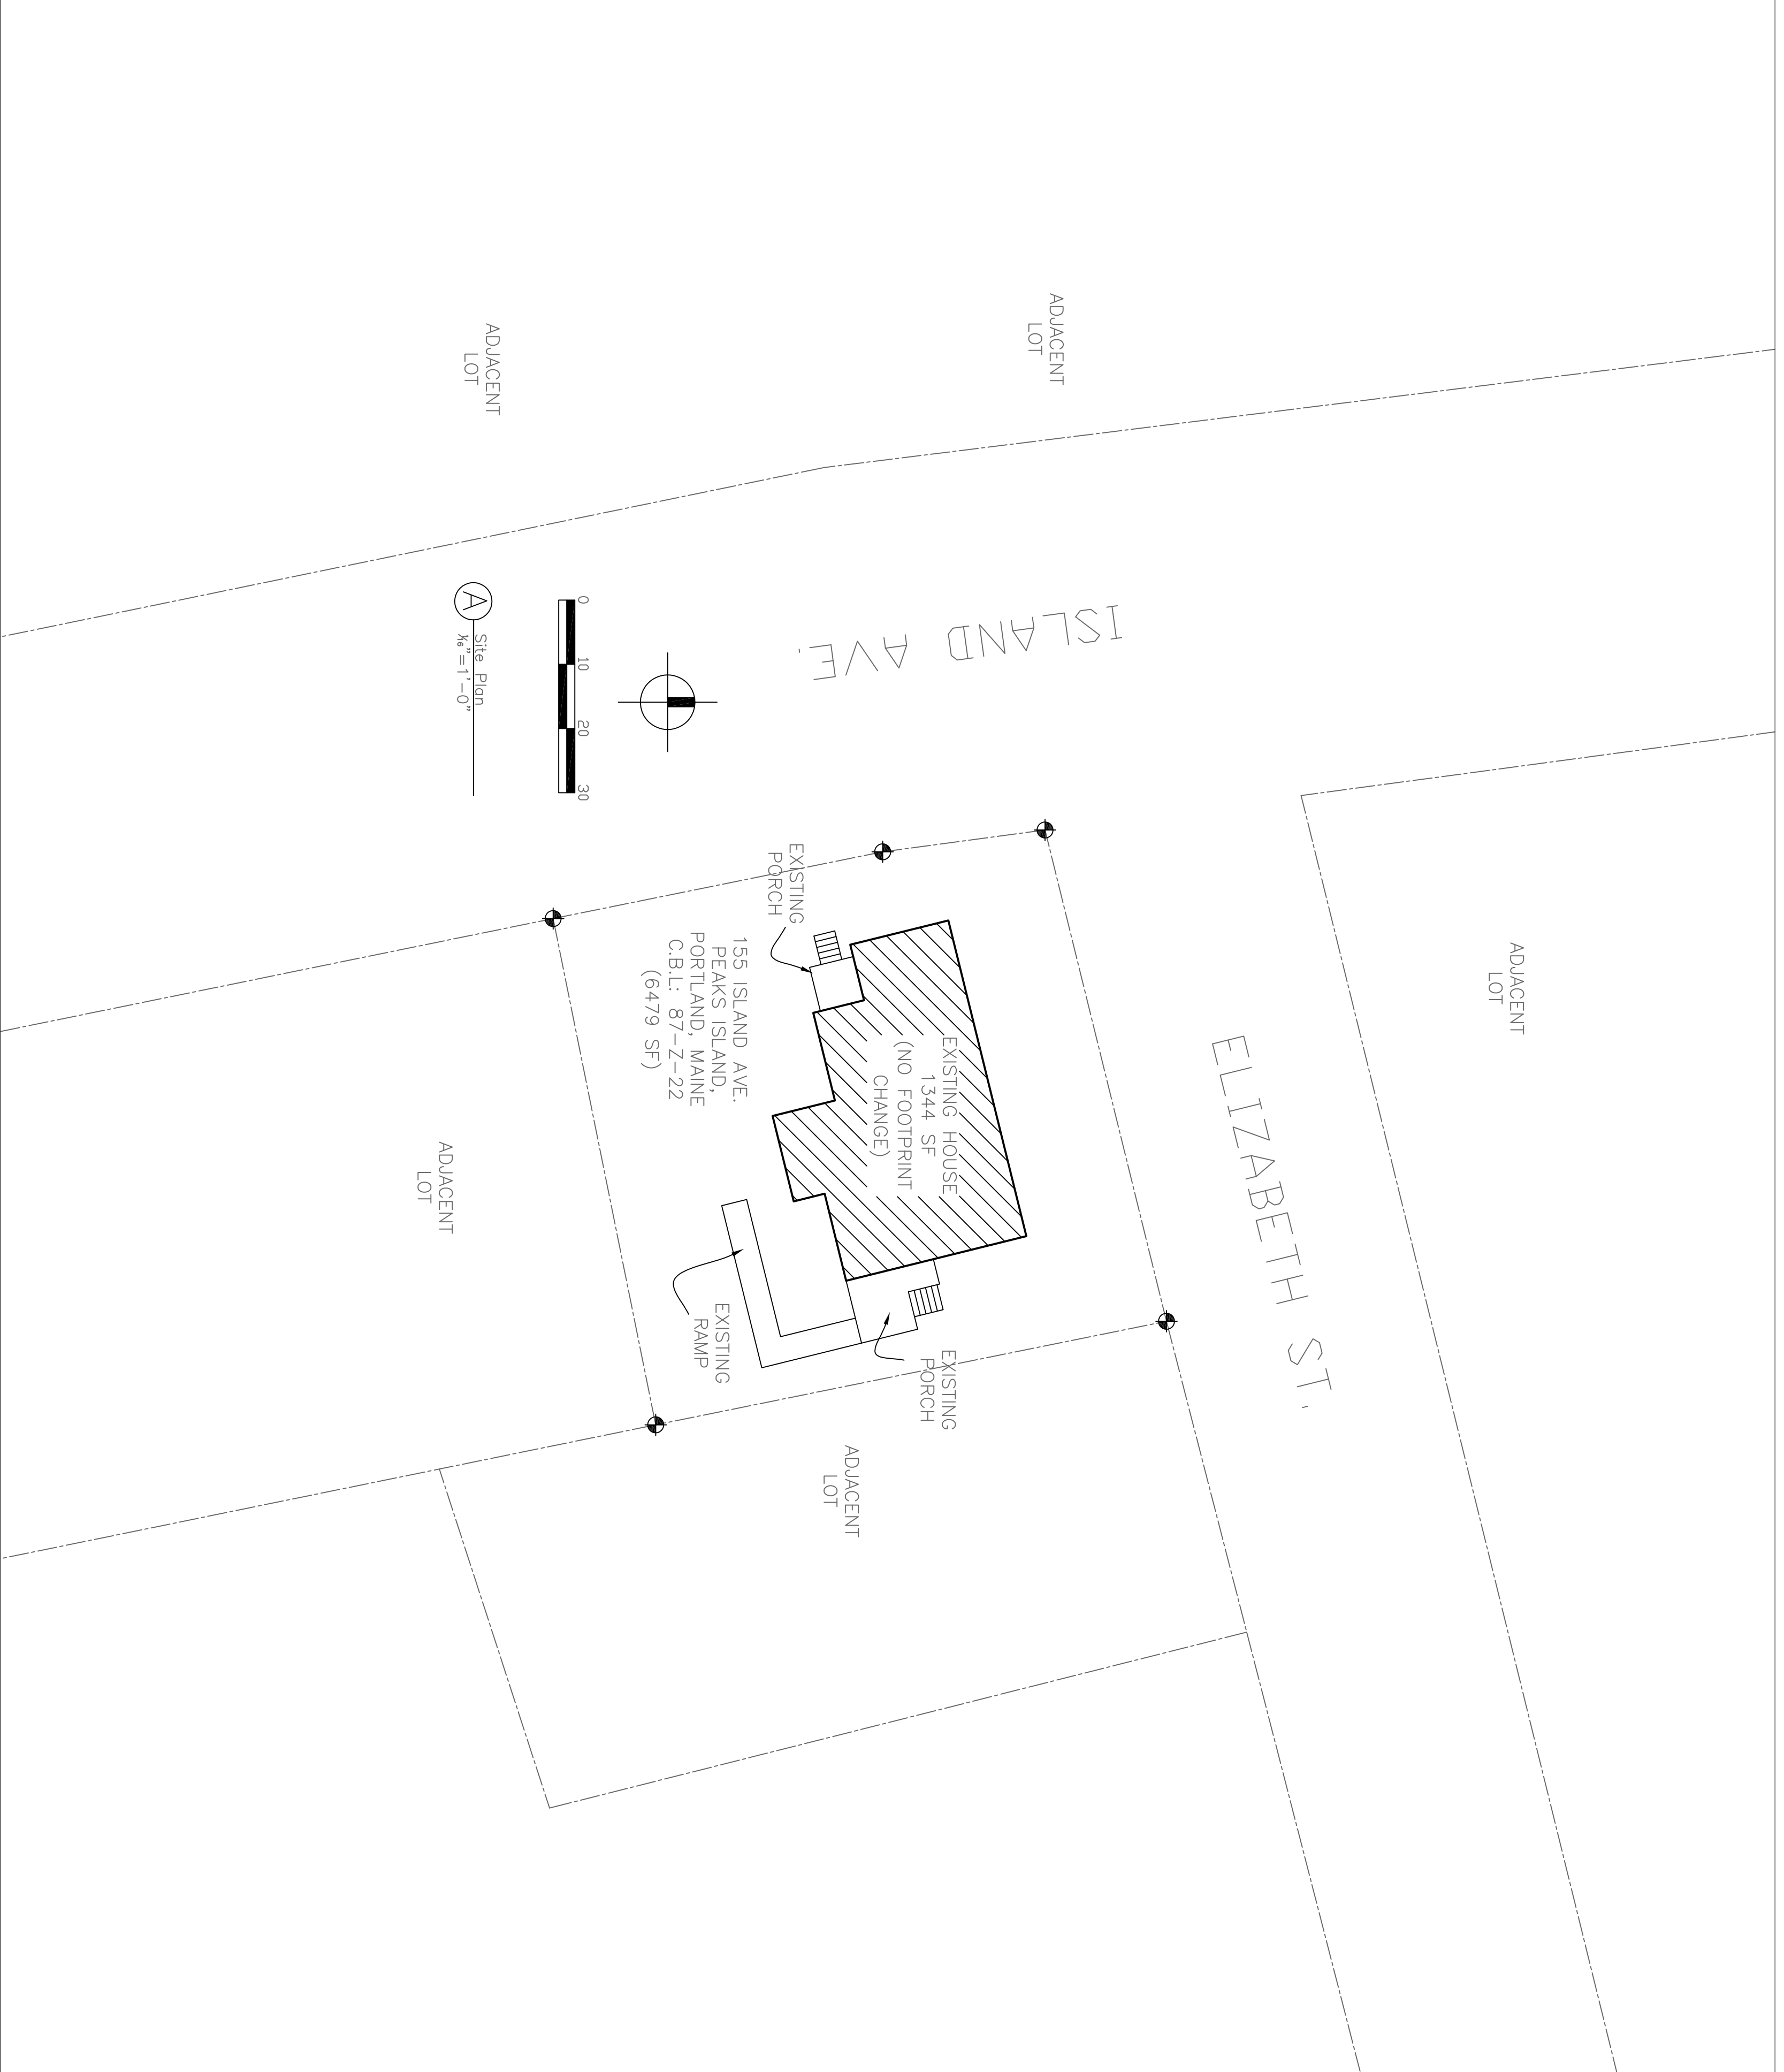 ADJACENT
LOT
ELIZABETH ST.
ADJACENT
LOT
ISLAND AVE.
EXISTING HOUSE
1344 SF
(NO FOOTPRINT
CHANGE)
EXISTING
PORCH
EXISTING
PORCH
155 ISLAND AVE.
PEAKS ISLAND,
PORTLAND, MAINE
C.B.L: 87-Z-22
(6479 SF)
EXISTING
RAMP
ADJACENT
LOT
0 10 20 30
ADJACENT
LOT
A
Site Plan
1/16"=1'-0"
ADJACENT
LOT